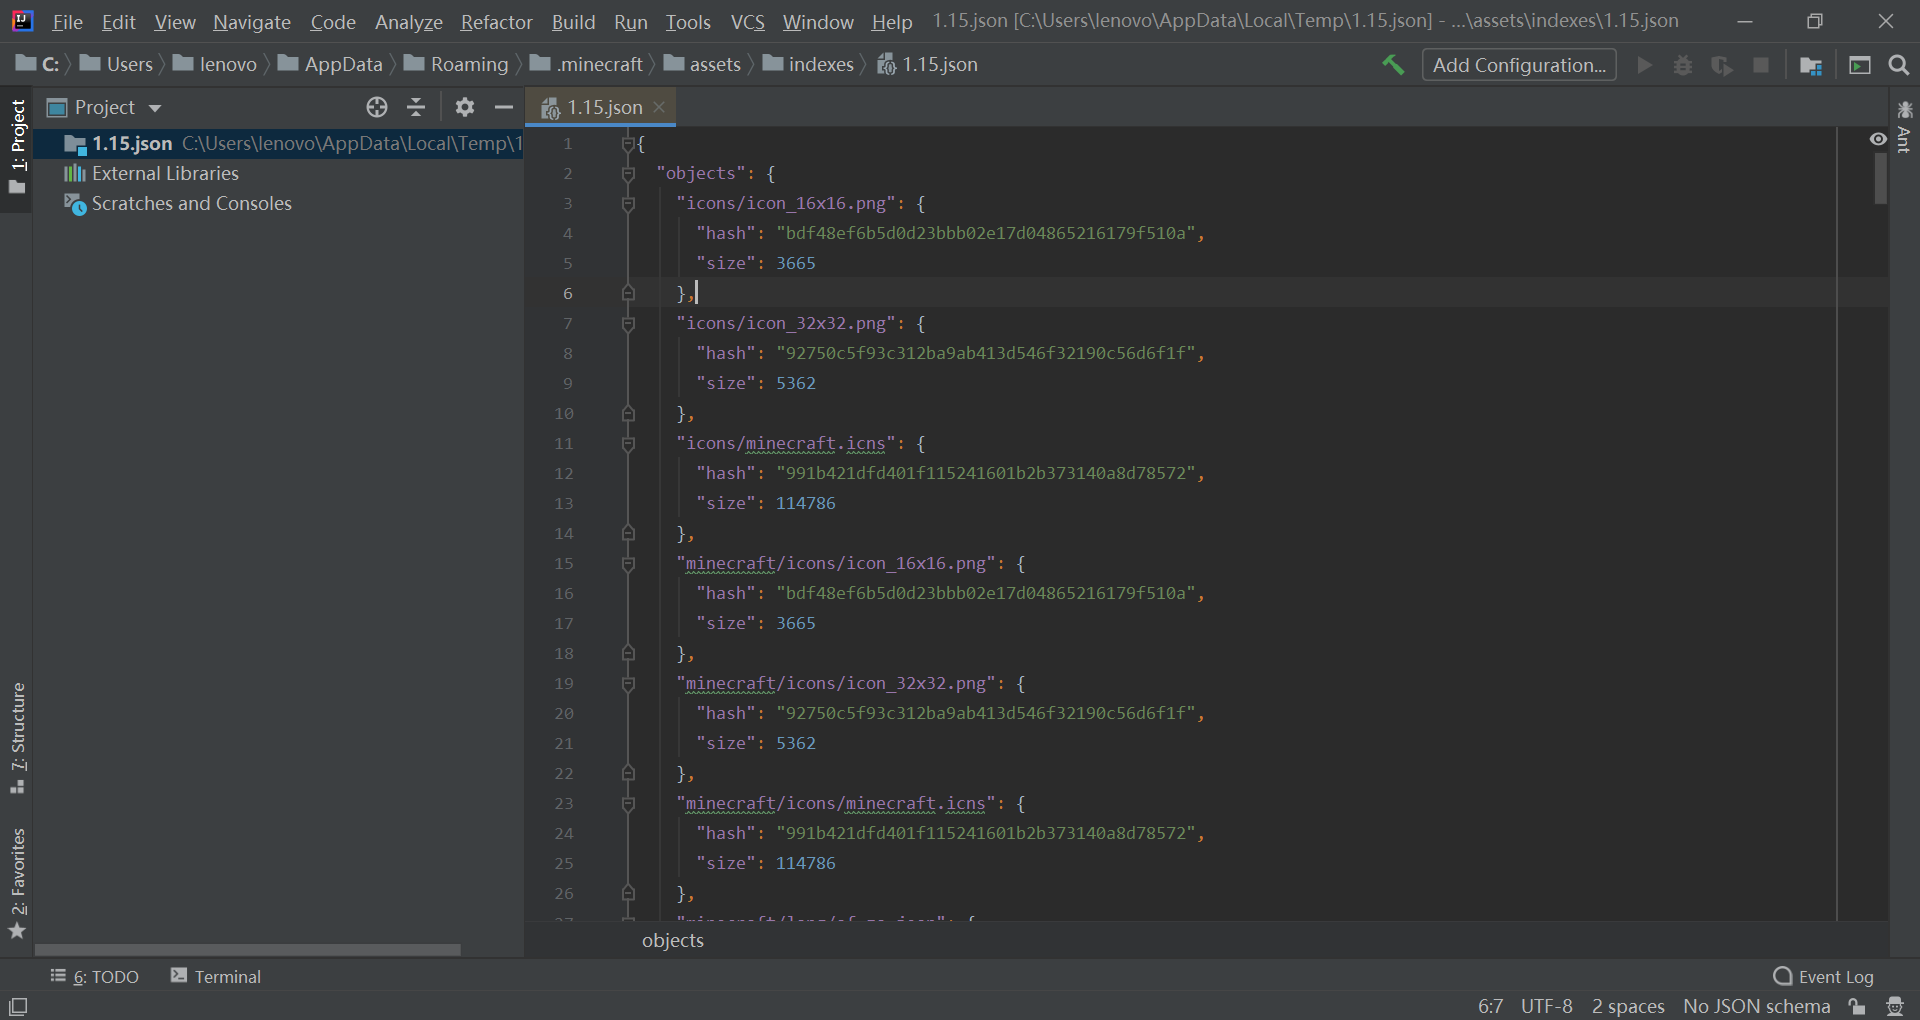 File Edit View Navigate Code Analyze Refactor Build Run Tools VCS Window Help 1.15.json [C:\Users\lenovo\AppData\Local\Temp\1.15.json] - ...\assets\indexes\1.15.json
C: Users lenovo AppData Roaming .minecraft assets indexes 1.15.json Add Configuration...
Project
1.15.json
1: Project
7: Structure
2: Favorites
Ant
1.15.json C:\Users\lenovo\AppData\Local\Temp\1
External Libraries
Scratches and Consoles
1 {
2 "objects": {
3 "icons/icon_16x16.png": {
4 "hash": "bdf48ef6b5d0d23bbb02e17d04865216179f510a",
5 "size": 3665
6 },
7 "icons/icon_32x32.png": {
8 "hash": "92750c5f93c312ba9ab413d546f32190c56d6f1f",
9 "size": 5362
10 },
11 "icons/minecraft.icns": {
12 "hash": "991b421dfd401f115241601b2b373140a8d78572",
13 "size": 114786
14 },
15 "minecraft/icons/icon_16x16.png": {
16 "hash": "bdf48ef6b5d0d23bbb02e17d04865216179f510a",
17 "size": 3665
18 },
19 "minecraft/icons/icon_32x32.png": {
20 "hash": "92750c5f93c312ba9ab413d546f32190c56d6f1f",
21 "size": 5362
22 },
23 "minecraft/icons/minecraft.icns": {
24 "hash": "991b421dfd401f115241601b2b373140a8d78572",
25 "size": 114786
26 },
27 "minecraft/lang/af_za.json": {
objects
6: TODO Terminal Event Log
6:7 UTF-8 2 spaces No JSON schema